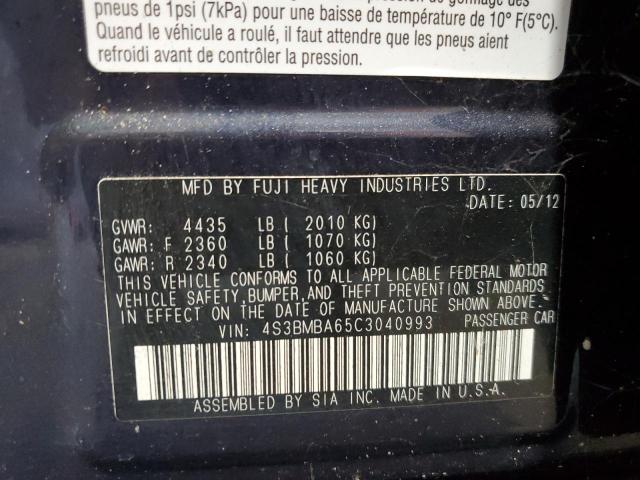 pneus de 1psi (7kPa) pour une baisse de température de 10° F(5°C).
Quand le véhicule a roulé, il faut attendre que les pneus aient
refroidi avant de contrôler la pression.
MFD BY FUJI HEAVY INDUSTRIES LTD.
DATE: 05/12
GVWR: 4435 LB ( 2010 KG)
GAWR: F 2360 LB ( 1070 KG)
GAWR: R 2340 LB ( 1060 KG)
THIS VEHICLE CONFORMS TO ALL APPLICABLE FEDERAL MOTOR
VEHICLE SAFETY, BUMPER, AND THEFT PREVENTION STANDARDS
IN EFFECT ON THE DATE OF MANUFACTURE SHOWN ABOVE.
VIN: 4S3BMBA65C3040993 PASSENGER CAR
ASSEMBLED BY SIA INC. MADE IN U.S.A.